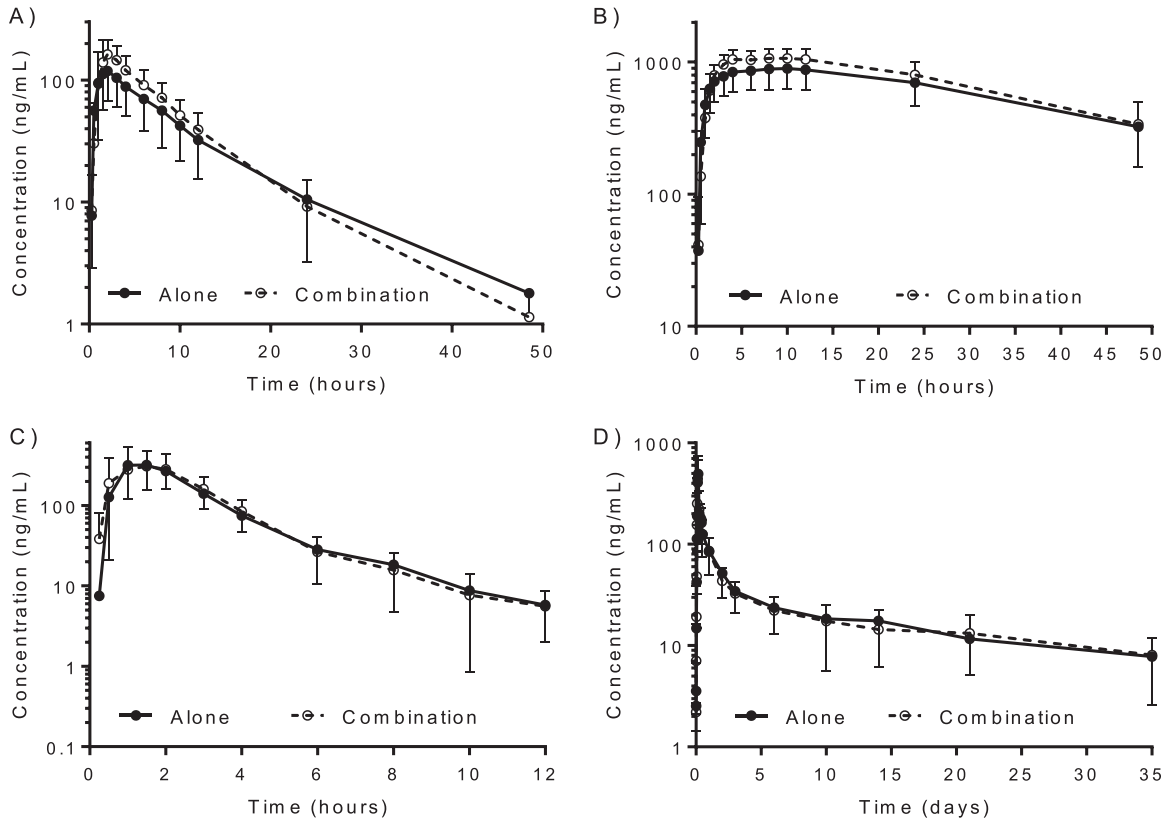 A)
Concentration (ng/mL)
100
10
1
Alone Combination
0 10 20 30 40 50
Time (hours)
B)
Concentration (ng/mL)
1000
100
10
Alone Combination
0 5 10 15 20 25 30 35 40 45 50
Time (hours)
C)
Concentration (ng/mL)
100
10
1
0.1
Alone Combination
0 2 4 6 8 10 12
Time (hours)
D)
Concentration (ng/mL)
1000
100
10
1
Alone Combination
0 5 10 15 20 25 30 35
Time (days)